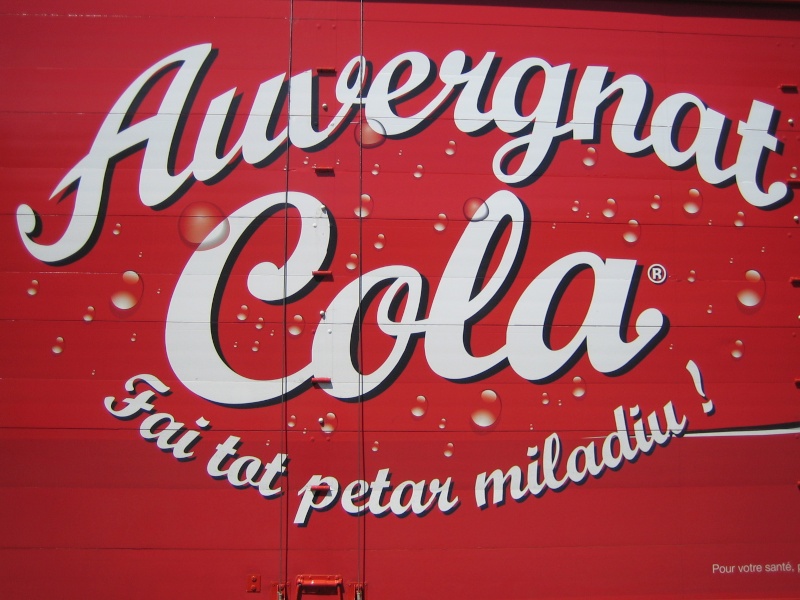 Auvergnat
Cola®
Fai tot petar miladiu !
Pour votre santé,